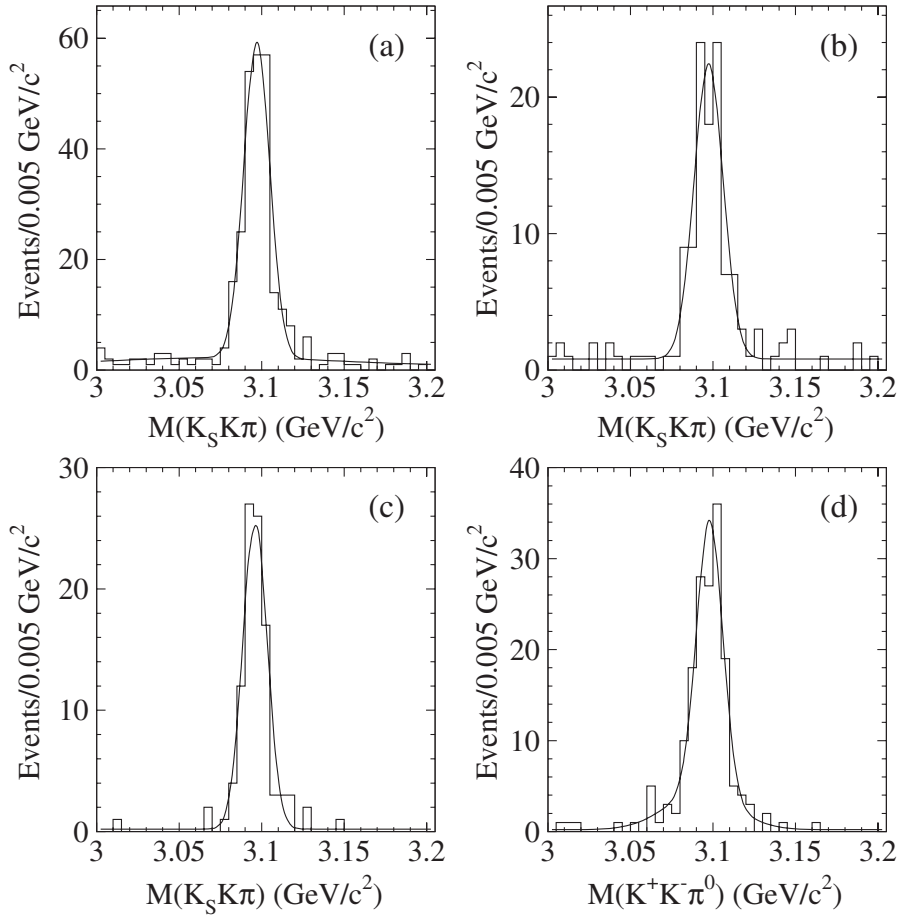 (a)
Events/0.005 GeV/c²
60
40
20
0
3 3.05 3.1 3.15 3.2
M(K_SKπ) (GeV/c²)
(b)
Events/0.005 GeV/c²
20
10
0
3 3.05 3.1 3.15 3.2
M(K_SKπ) (GeV/c²)
(c)
Events/0.005 GeV/c²
30
20
10
0
3 3.05 3.1 3.15 3.2
M(K_SKπ) (GeV/c²)
(d)
Events/0.005 GeV/c²
40
30
20
10
0
3 3.05 3.1 3.15 3.2
M(K⁺K⁻π⁰) (GeV/c²)